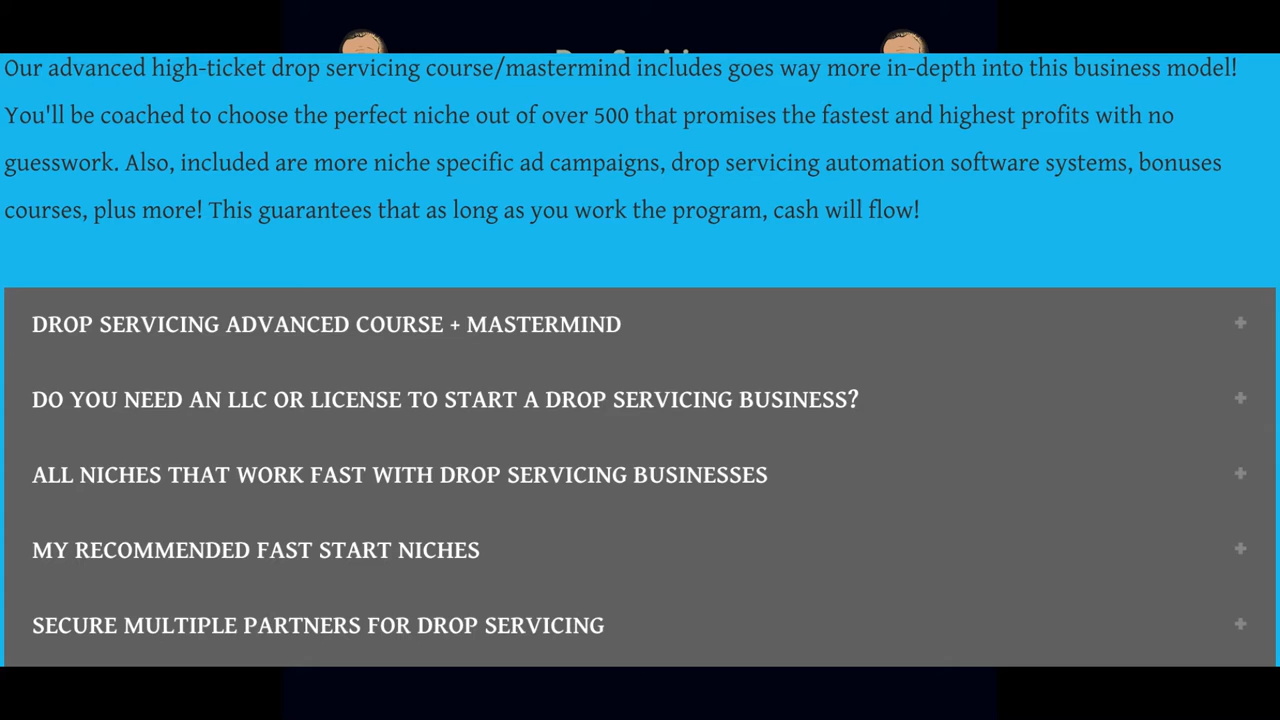 Our advanced high-ticket drop servicing course/mastermind includes goes way more in-depth into this business model!
You'll be coached to choose the perfect niche out of over 500 that promises the fastest and highest profits with no
guesswork. Also, included are more niche specific ad campaigns, drop servicing automation software systems, bonuses
courses, plus more! This guarantees that as long as you work the program, cash will flow!
DROP SERVICING ADVANCED COURSE + MASTERMIND +
DO YOU NEED AN LLC OR LICENSE TO START A DROP SERVICING BUSINESS? +
ALL NICHES THAT WORK FAST WITH DROP SERVICING BUSINESSES +
MY RECOMMENDED FAST START NICHES +
SECURE MULTIPLE PARTNERS FOR DROP SERVICING +